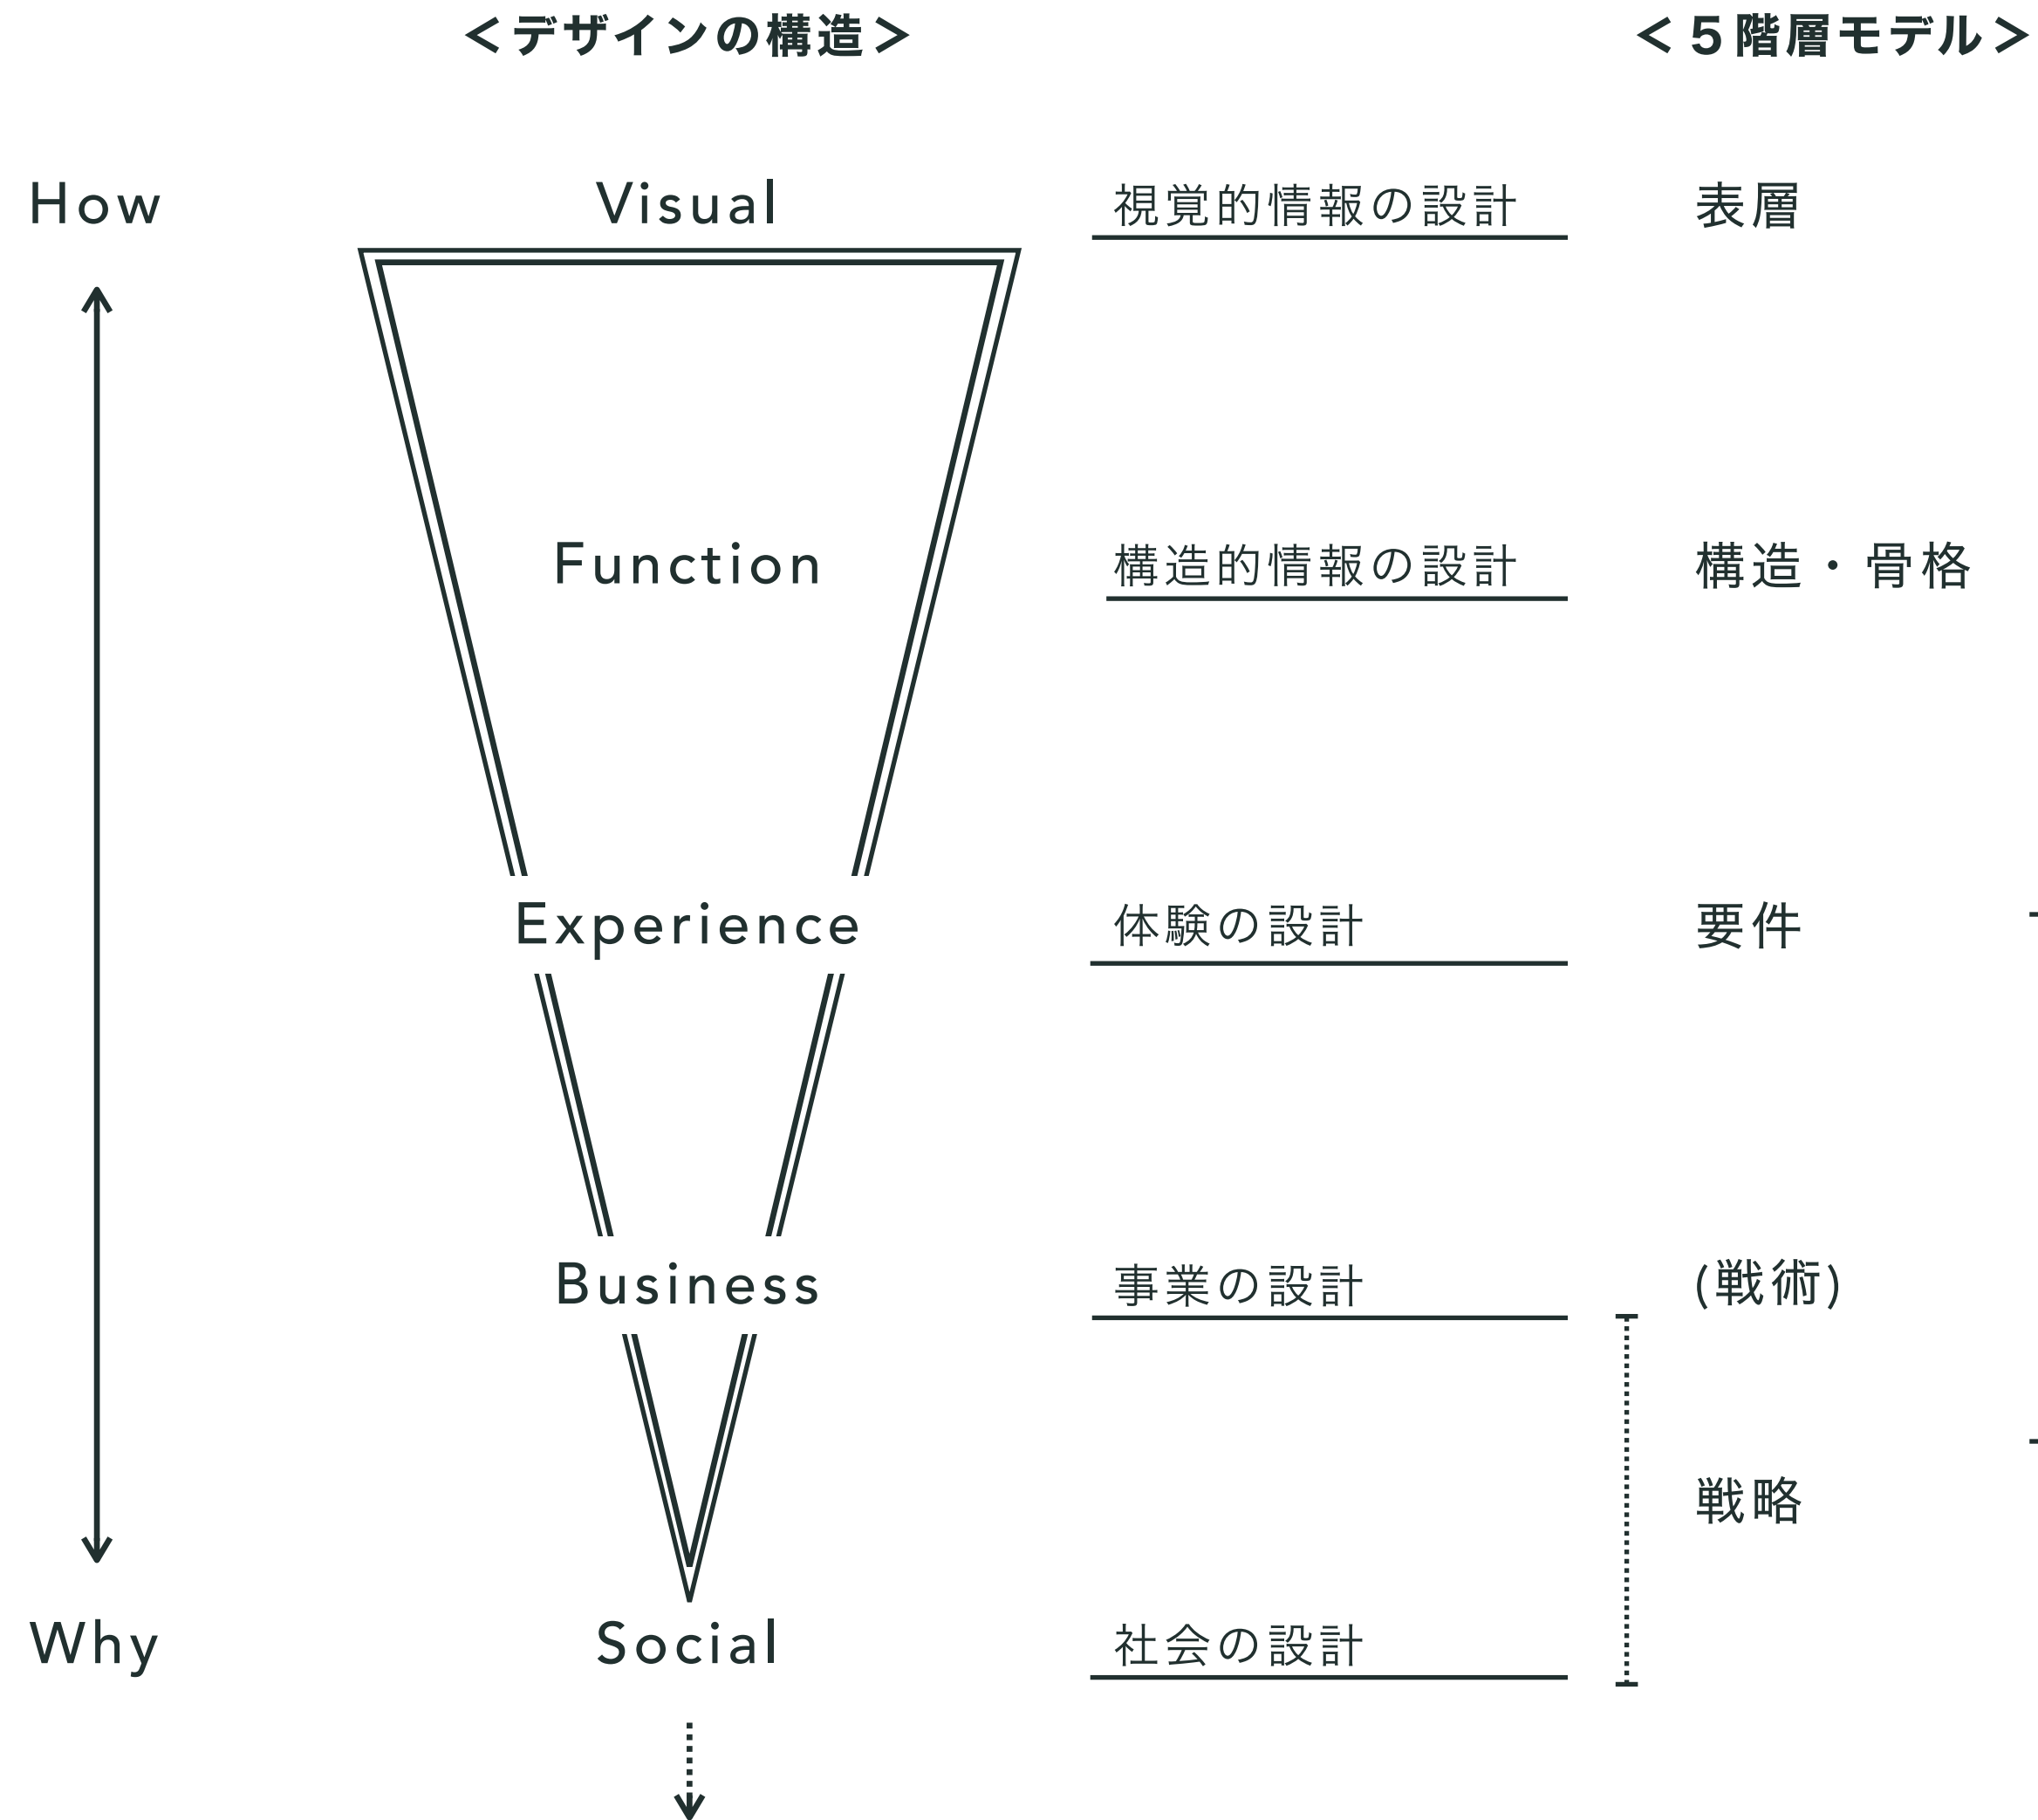 ＜デザインの構造＞ ＜５階層モデル＞
How Visual 視覚的情報の設計 表層
Function 構造的情報の設計 構造・骨格
Experience 体験の設計 要件
Business 事業の設計 (戦術)
戦略
Why Social 社会の設計